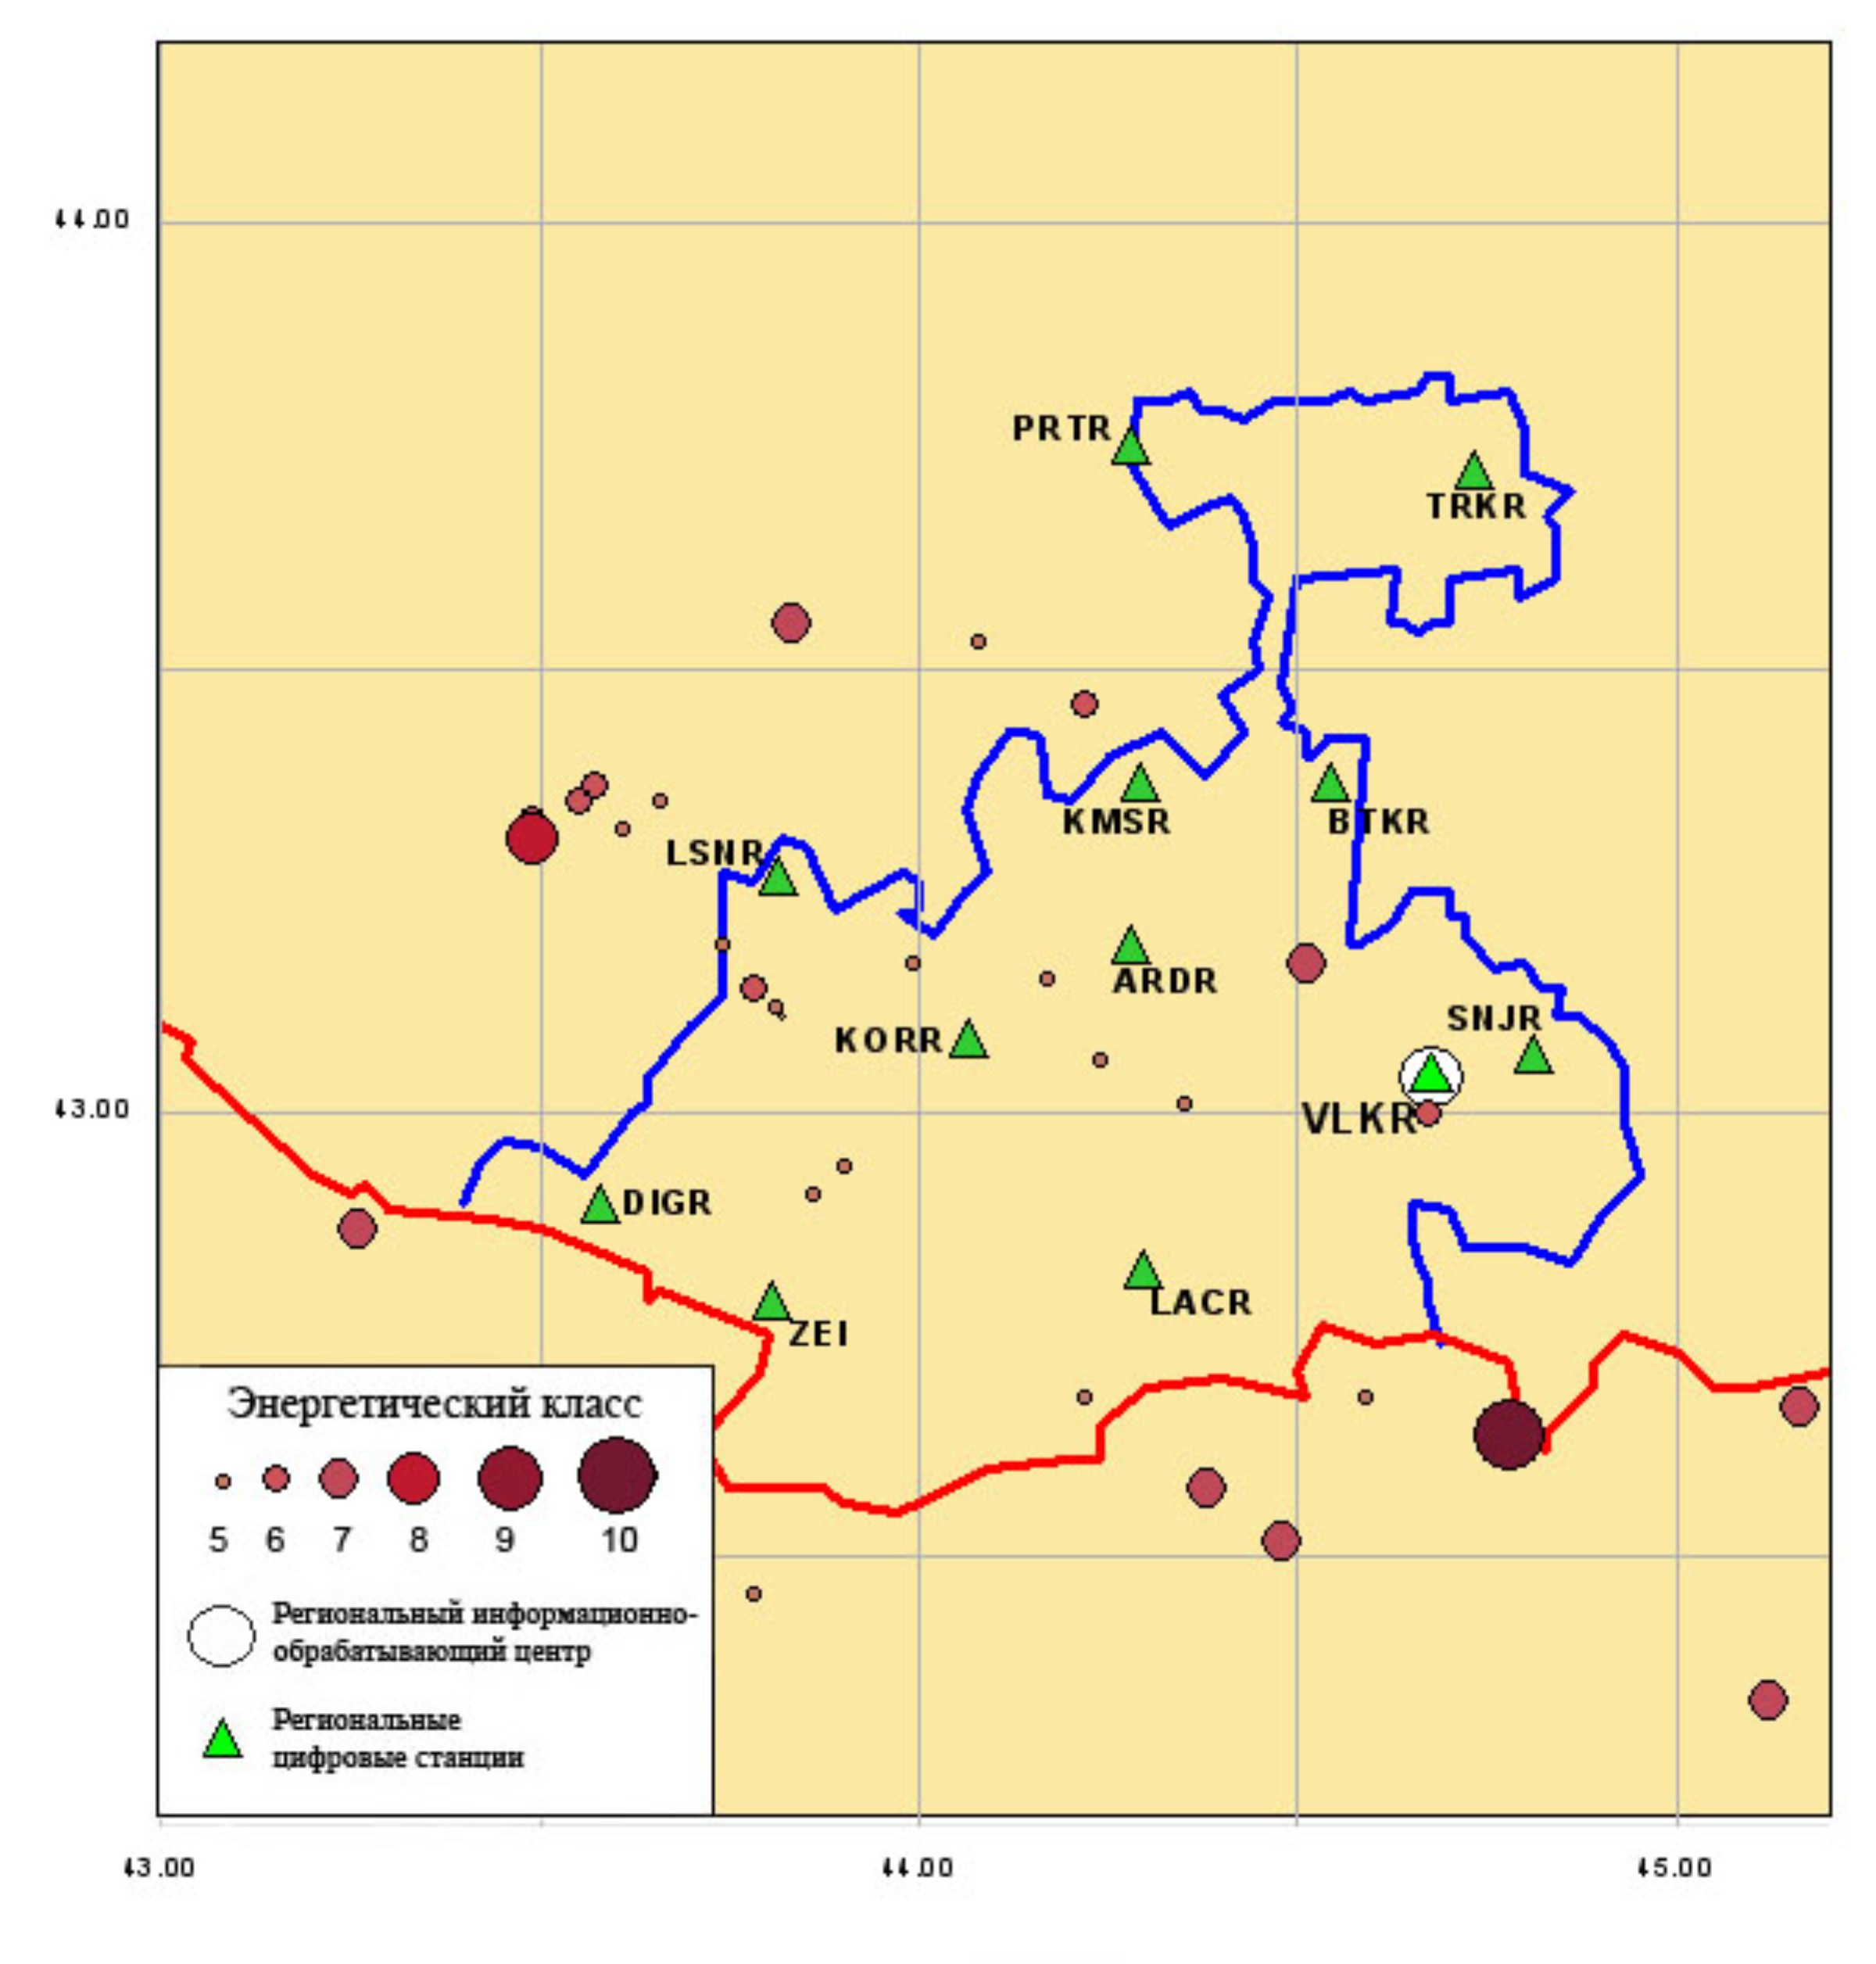 44.00
PRTR
TRKR
KMSR
BTKR
LSNR
ARDR
SNJR
KORR
43.00
VLKR
DIGR
LACR
ZEI
Энергетический класс
5 6 7 8 9 10
Региональный информационно-
обрабатывающий центр
Региональные
цифровые станции
43.00 44.00 45.00